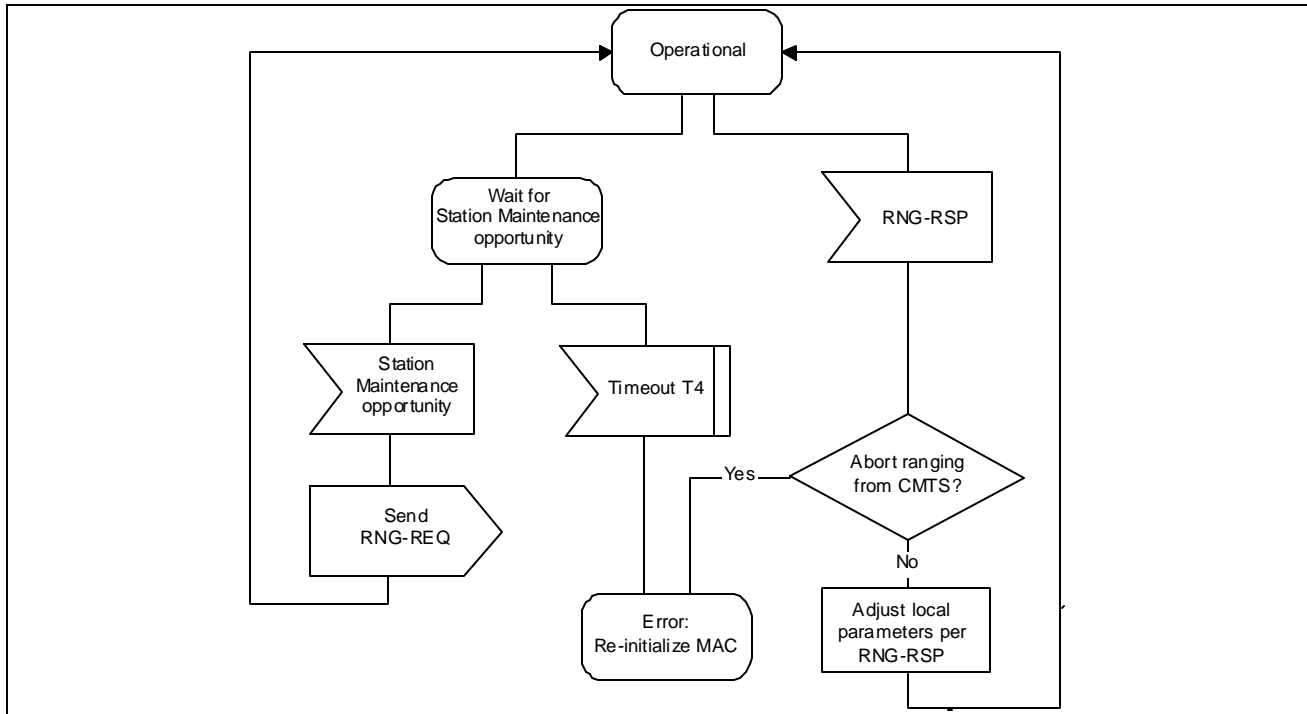 Operational
Wait for
Station Maintenance
opportunity
RNG-RSP
Station
Maintenance
opportunity
Timeout T4
Yes
Abort ranging
from CMTS?
Send
RNG-REQ
No
Error:
Re-initialize MAC
Adjust local
parameters per
RNG-RSP